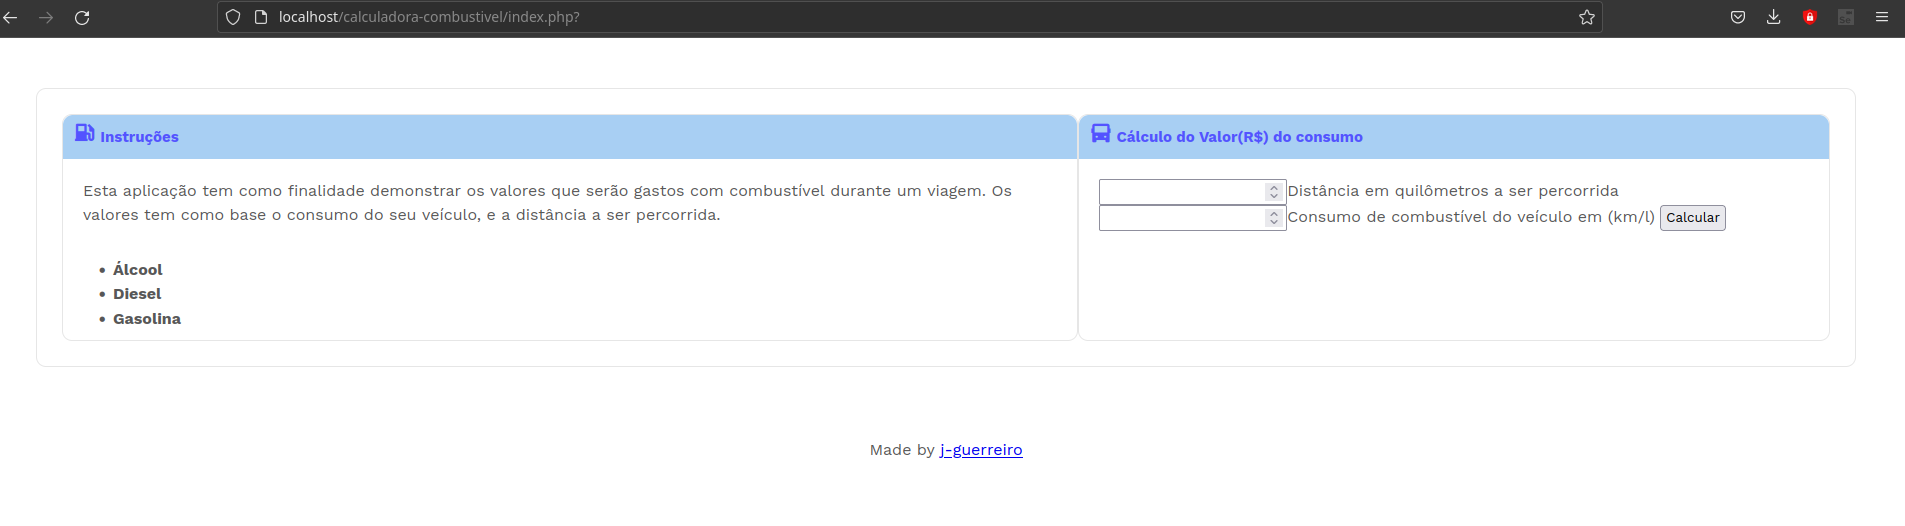 localhost/calculadora-combustivel/index.php?
Instruções
Esta aplicação tem como finalidade demonstrar os valores que serão gastos com combustível durante um viagem. Os
valores tem como base o consumo do seu veículo, e a distância a ser percorrida.
Álcool
Diesel
Gasolina
Cálculo do Valor(R$) do consumo
Distância em quilômetros a ser percorrida
Consumo de combustível do veículo em (km/l) Calcular
Made by j-guerreiro